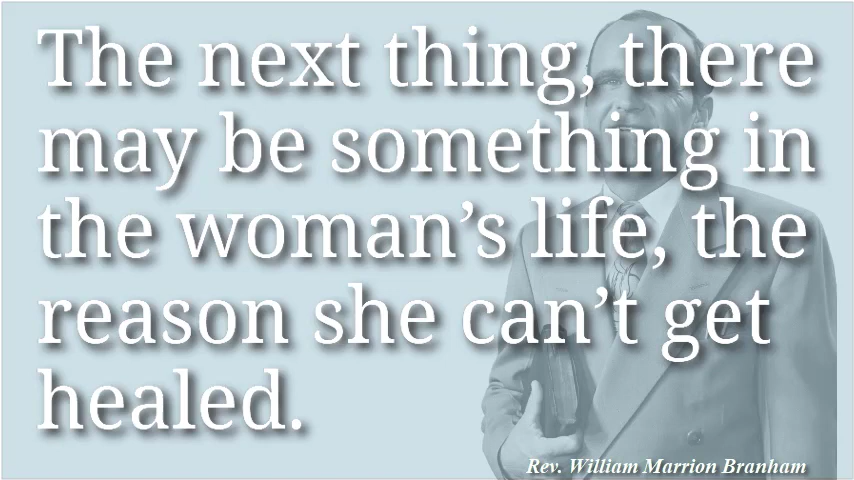 The next thing, there
may be something in
the woman’s life, the
reason she can’t get
healed.
Rev. William Marrion Branham